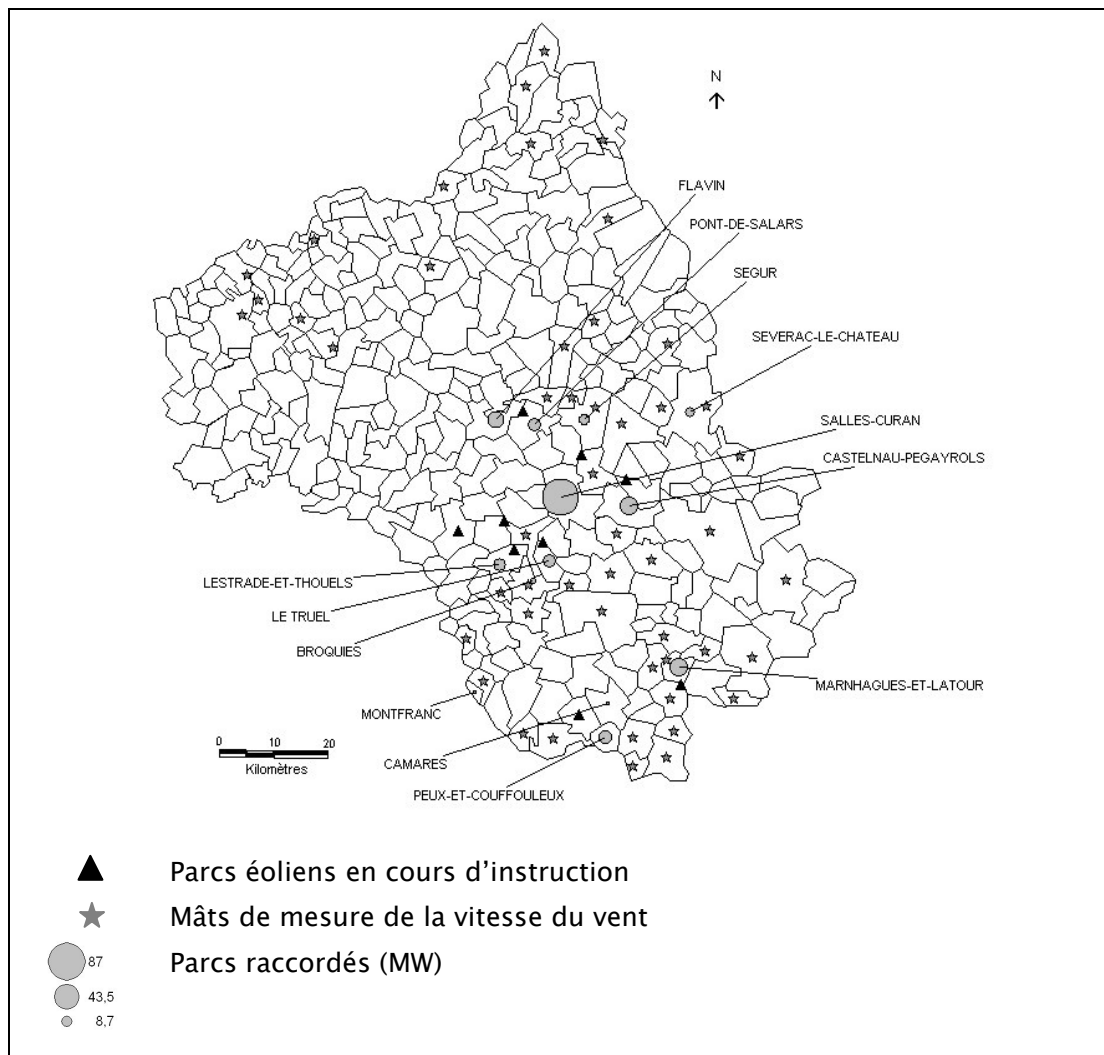 N
FLAVIN
PONT-DE-SALARS
SEGUR
SEVERAC-LE-CHATEAU
SALLES-CURAN
CASTELNAU-PEGAYROLS
LESTRADE-ET-THOUELS
LE TRUEL
BROQUIES
MARNHAGUES-ET-LATOUR
MONTFRANC
CAMARES
PEUX-ET-COUFFOULEUX
0 10 20
Kilomètres
Parcs éoliens en cours d’instruction
Mâts de mesure de la vitesse du vent
Parcs raccordés (MW)
87
43,5
8,7